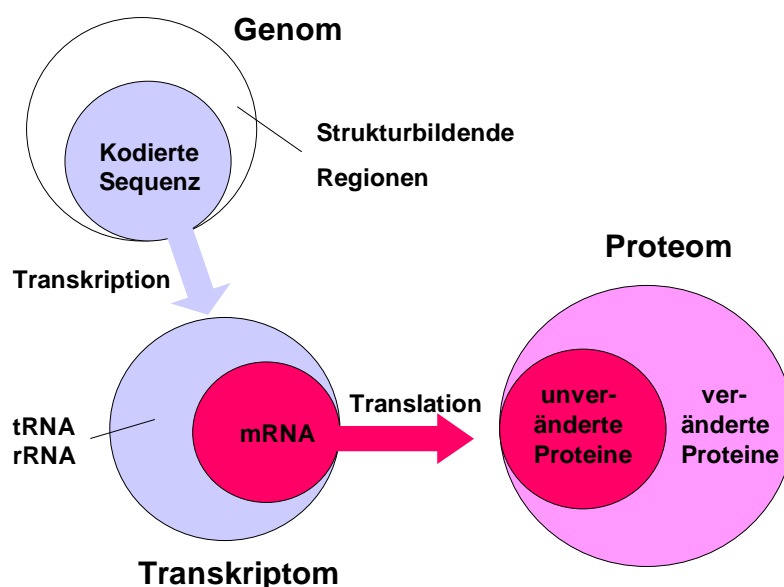 Genom
Strukturbildende
Regionen
Kodierte
Sequenz
Transkription
Proteom
tRNA
rRNA
mRNA
Translation
unver-
änderte
Proteine
ver-
änderte
Proteine
Transkriptom